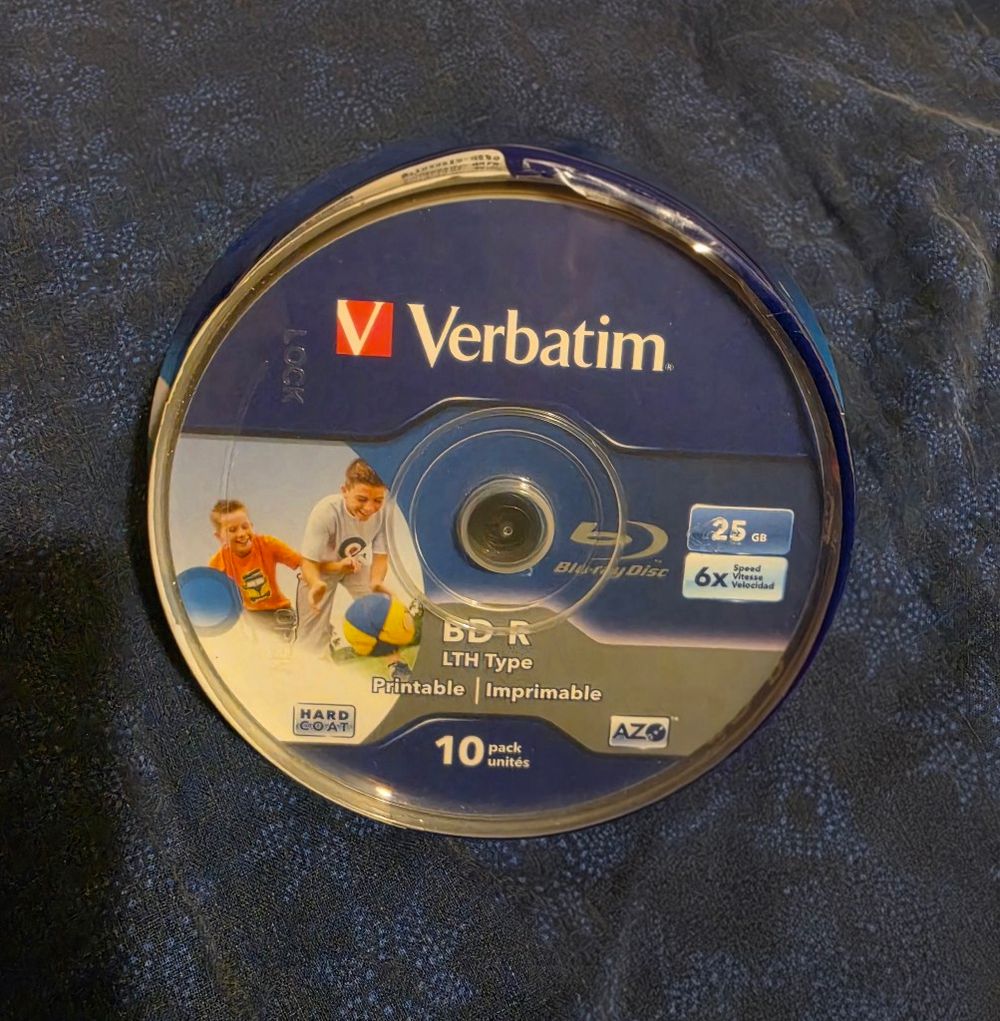 Verbatim®
LOCK
25 GB
6x Speed
Vitesse
Velocidad
Blu-ray Disc
BD-R
LTH Type
Printable | Imprimable
HARD
COAT
AZO™
10 pack
unités